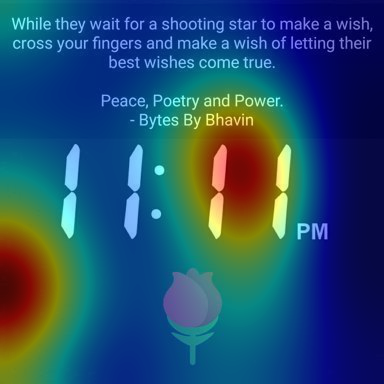 While they wait for a shooting star to make a wish,
cross your fingers and make a wish of letting their
best wishes come true.
Peace, Poetry and Power.
- Bytes By Bhavin
11:11 PM